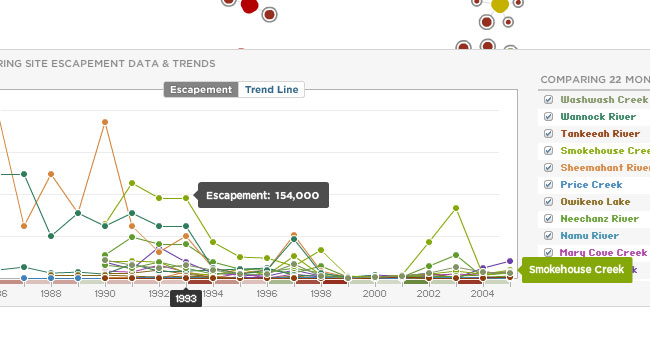 RING SITE ESCAPEMENT DATA & TRENDS
Escapement Trend Line
Escapement: 154,000
1988 1990 1992 1994 1996 1998 2000 2002 2004
1993
COMPARING 22 MON
Washwash Creek
Wannock River
Tankeeah River
Smokehouse Cree
Sheemahant River
Price Creek
Owikeno Lake
Neechanz River
Namu River
Mary Cove Creek
Smokehouse Creek